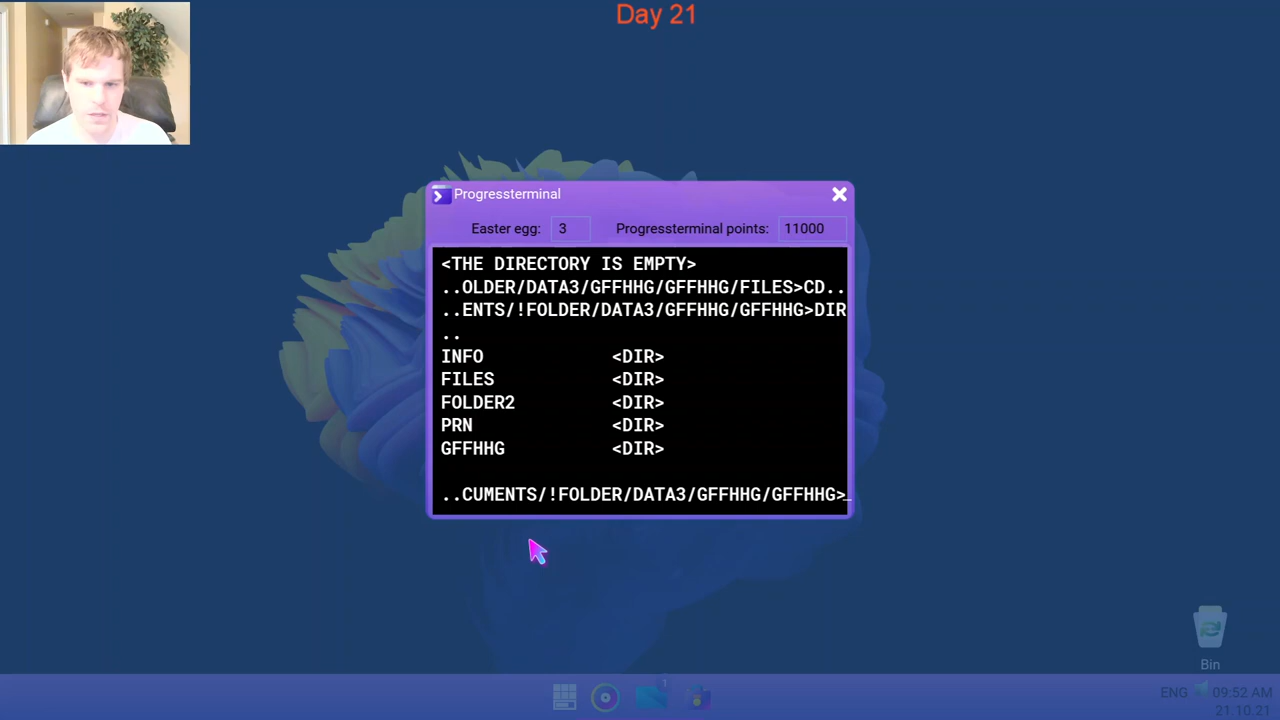 Day 21
Progressterminal
Easter egg: 3 Progressterminal points: 11000
<THE DIRECTORY IS EMPTY>
..OLDER/DATA3/GFFHHG/GFFHHG/FILES>CD..
..ENTS/!FOLDER/DATA3/GFFHHG/GFFHHG>DIR
..
INFO <DIR>
FILES <DIR>
FOLDER2 <DIR>
PRN <DIR>
GFFHHG <DIR>
..CUMENTS/!FOLDER/DATA3/GFFHHG/GFFHHG>_
Bin
1
ENG 09:52 AM
21.10.21